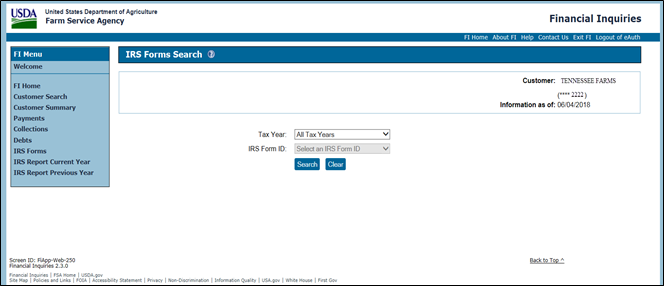 USDA
United States Department of Agriculture
Farm Service Agency
Financial Inquiries
FI Home About FI Help Contact Us Exit FI Logout of eAuth
FI Menu
Welcome
FI Home
Customer Search
Customer Summary
Payments
Collections
Debts
IRS Forms
IRS Report Current Year
IRS Report Previous Year
IRS Forms Search
Customer: TENNESSEE FARMS
(**** 2222 )
Information as of: 06/04/2018
Tax Year: All Tax Years
IRS Form ID: Select an IRS Form ID
Search Clear
Screen ID: FIApp-Web-250
Back to Top ^
Financial Inquiries 2.3.0
Financial Inquiries | FSA Home | USDA.gov
Site Map | Policies and Links | FOIA | Accessibility Statement | Privacy | Non-Discrimination | Information Quality | USA.gov | White House | First Gov